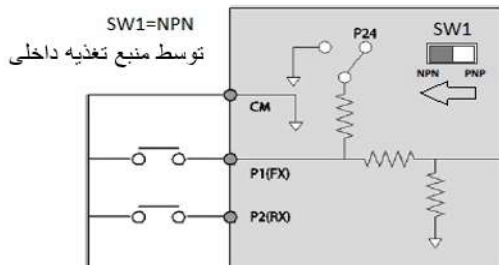 SW1=NPN
توسط منبع تغذیه داخلی
P24
SW1
NPN PNP
CM
P1(FX)
P2(RX)